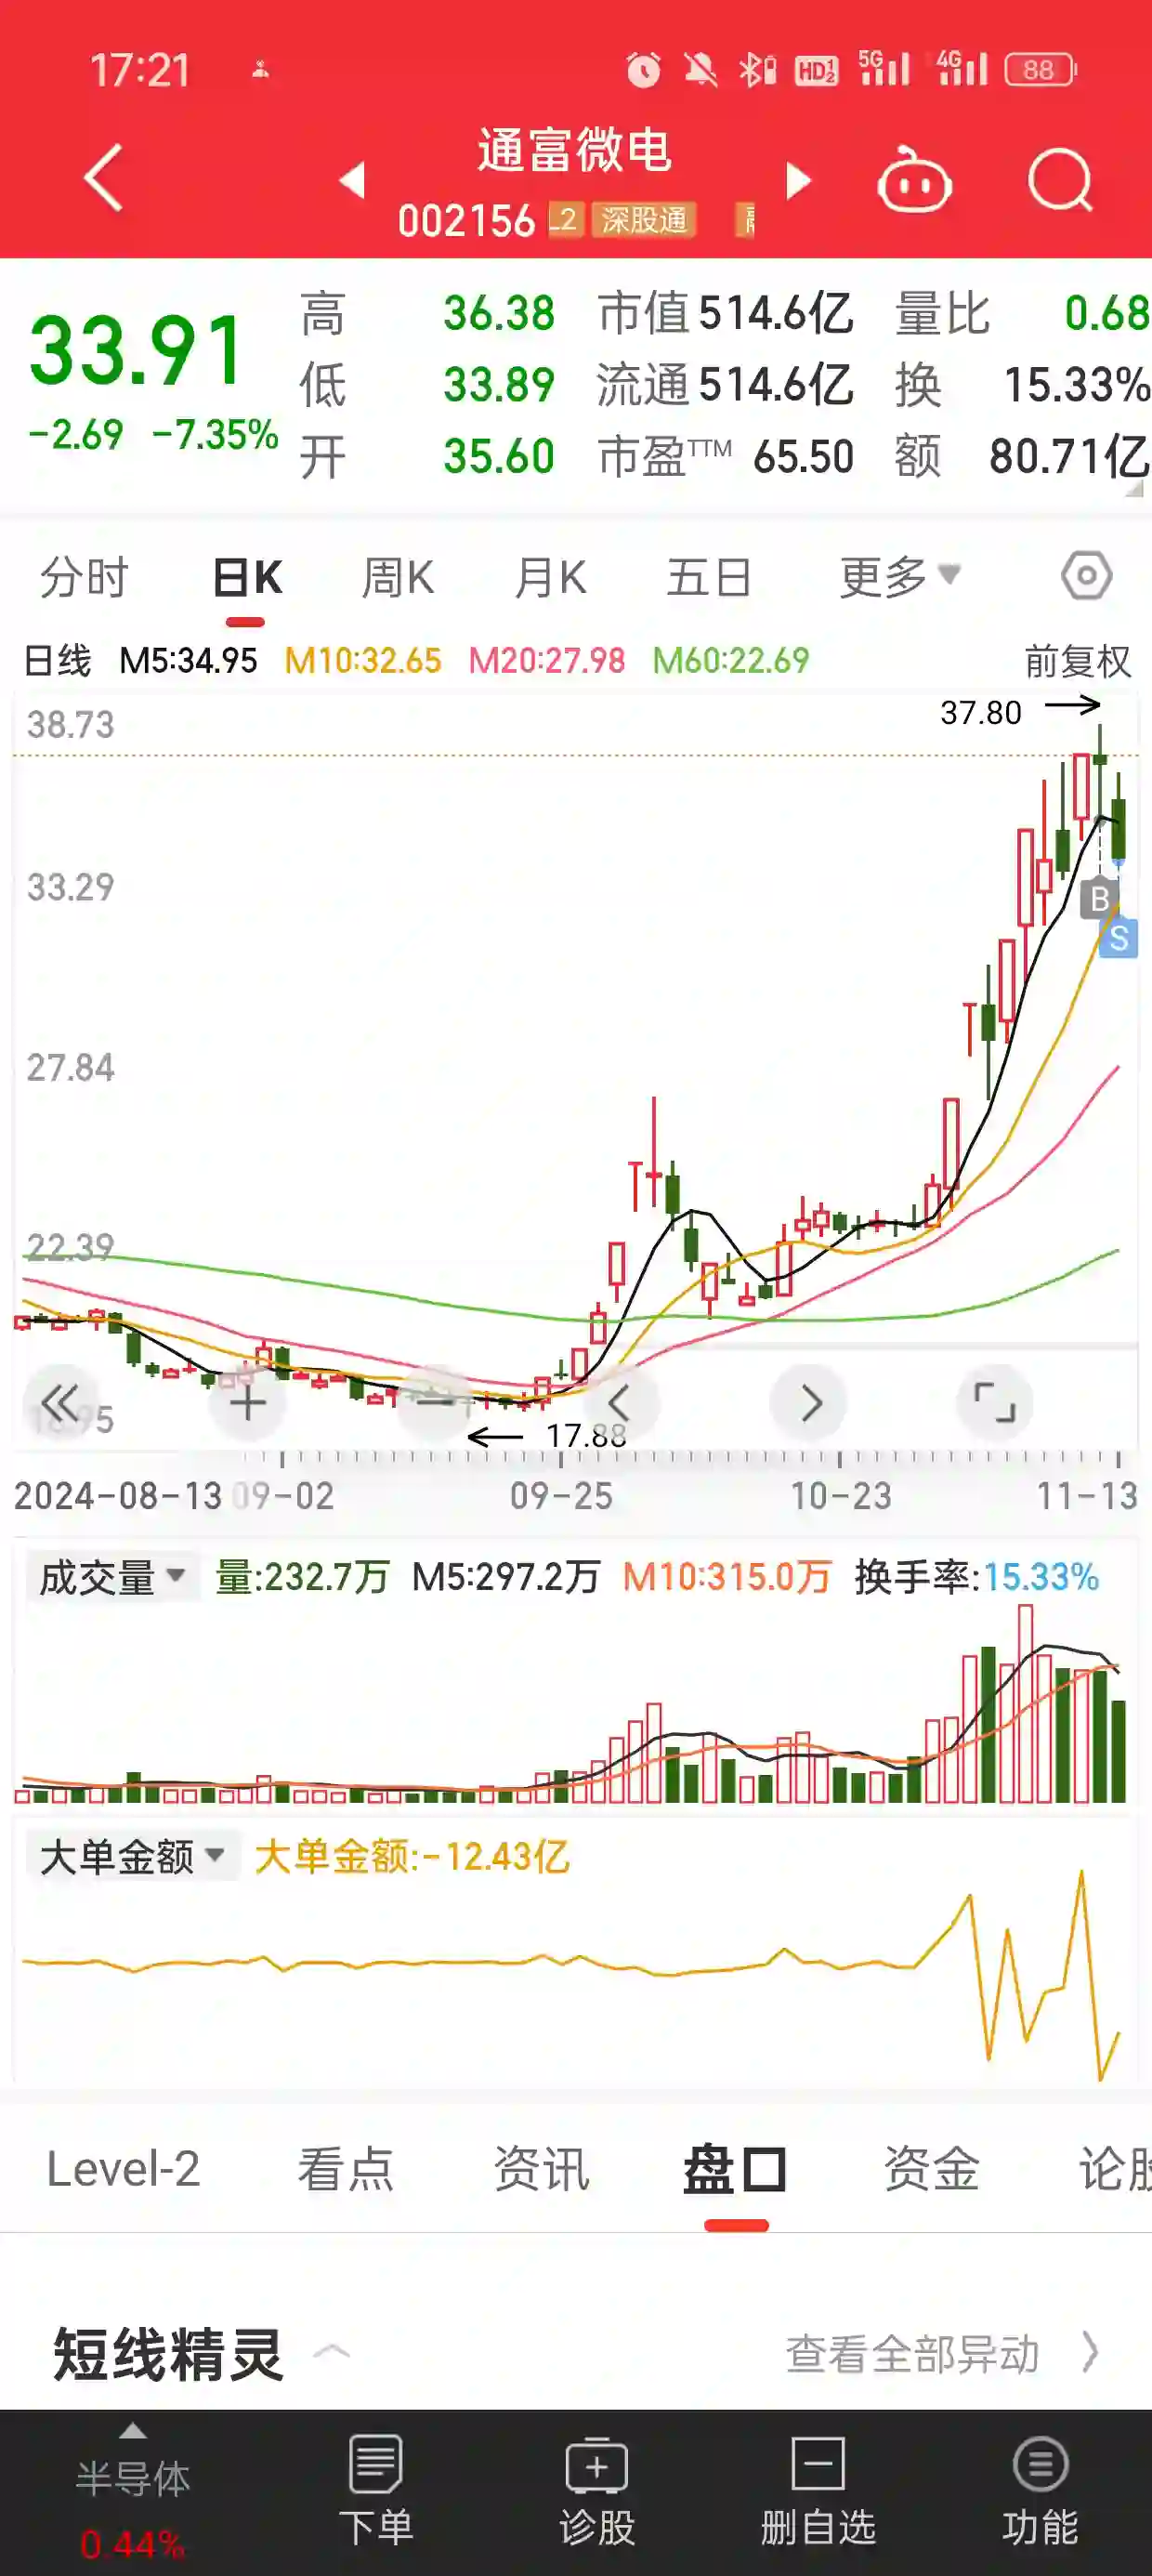 17:21 HD 1 2 5G 4G 88
通富微电
002156 L2 深股通
33.91 高 36.38 市值 514.6亿 量比 0.68
低 33.89 流通 514.6亿 换 15.33%
-2.69 -7.35% 开 35.60 市盈TTM 65.50 额 80.71亿
分时 日K 周K 月K 五日 更多
日线 M5:34.95 M10:32.65 M20:27.98 M60:22.69 前复权
37.80
38.73
33.29
B
S
27.84
22.39
17.88
2024-08-13 09-02 09-25 10-23 11-13
成交量 量:232.7万 M5:297.2万 M10:315.0万 换手率:15.33%
大单金额 大单金额:-12.43亿
Level-2 看点 资讯 盘口 资金 论股
短线精灵 查看全部异动
半导体
0.44%
下单 诊股 删自选 功能